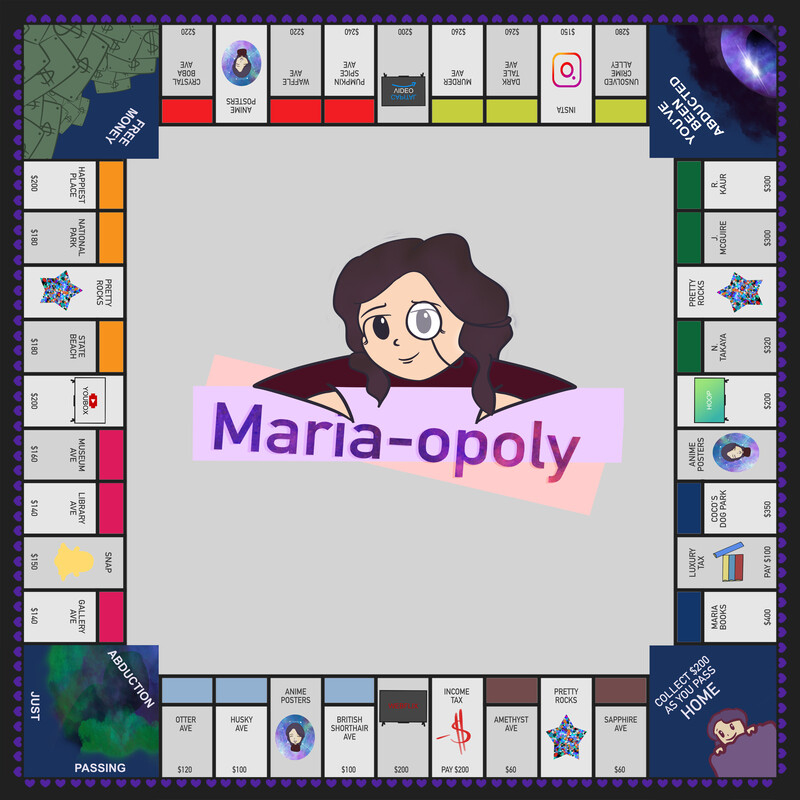 $220
CRYSTAL
BOBA
AVE
ANIME
POSTERS
$220
WAFFLE
AVE
$240
PUMPKIN
SPICE
AVE
$200
VIDEO
$260
MURDER
AVE
$260
DARK
TALE
AVE
$150
INSTA
$280
UNSOLVED
CRIME
ALLEY
FREE
MONEY
YOU'VE
BEEN
ABDUCTED
$200
HAPPIEST
PLACE
$180
NATIONAL
PARK
PRETTY
ROCKS
$180
STATE
BEACH
$200
YOUBOX
$160
MUSEUM
AVE
$140
LIBRARY
AVE
$150
SNAP
$140
GALLERY
AVE
R.
KAUR
$300
J.
MCGUIRE
$300
PRETTY
ROCKS
N.
TAKAYA
$320
HOOP
$200
ANIME
POSTERS
COCO'S
DOG PARK
$350
LUXURY
TAX
PAY $100
MARIA
BOOKS
$400
Maria-opoly
JUST
ABDUCTION
PASSING
OTTER
AVE
$120
HUSKY
AVE
$100
ANIME
POSTERS
BRITISH
SHORTHAIR
AVE
$100
$200
INCOME
TAX
-$
PAY $200
AMETHYST
AVE
$60
PRETTY
ROCKS
SAPPHIRE
AVE
$60
COLLECT $200
AS YOU PASS
HOME